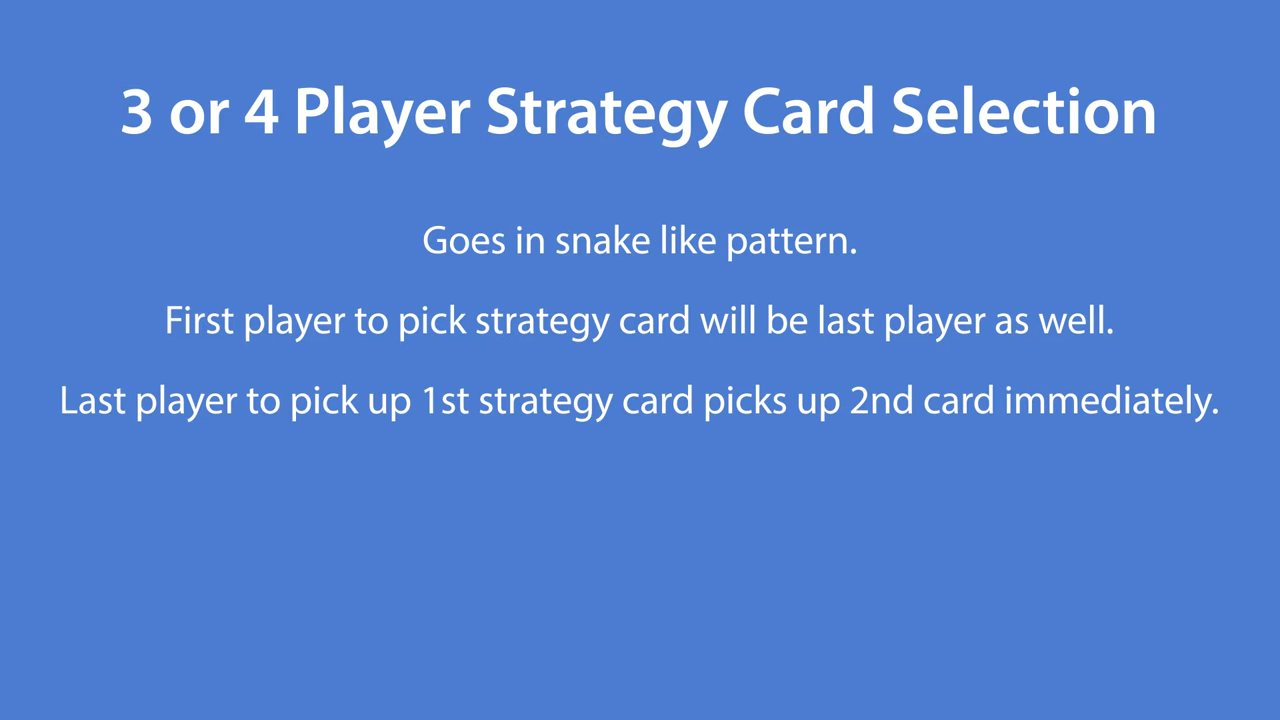 3 or 4 Player Strategy Card Selection
Goes in snake like pattern.
First player to pick strategy card will be last player as well.
Last player to pick up 1st strategy card picks up 2nd card immediately.